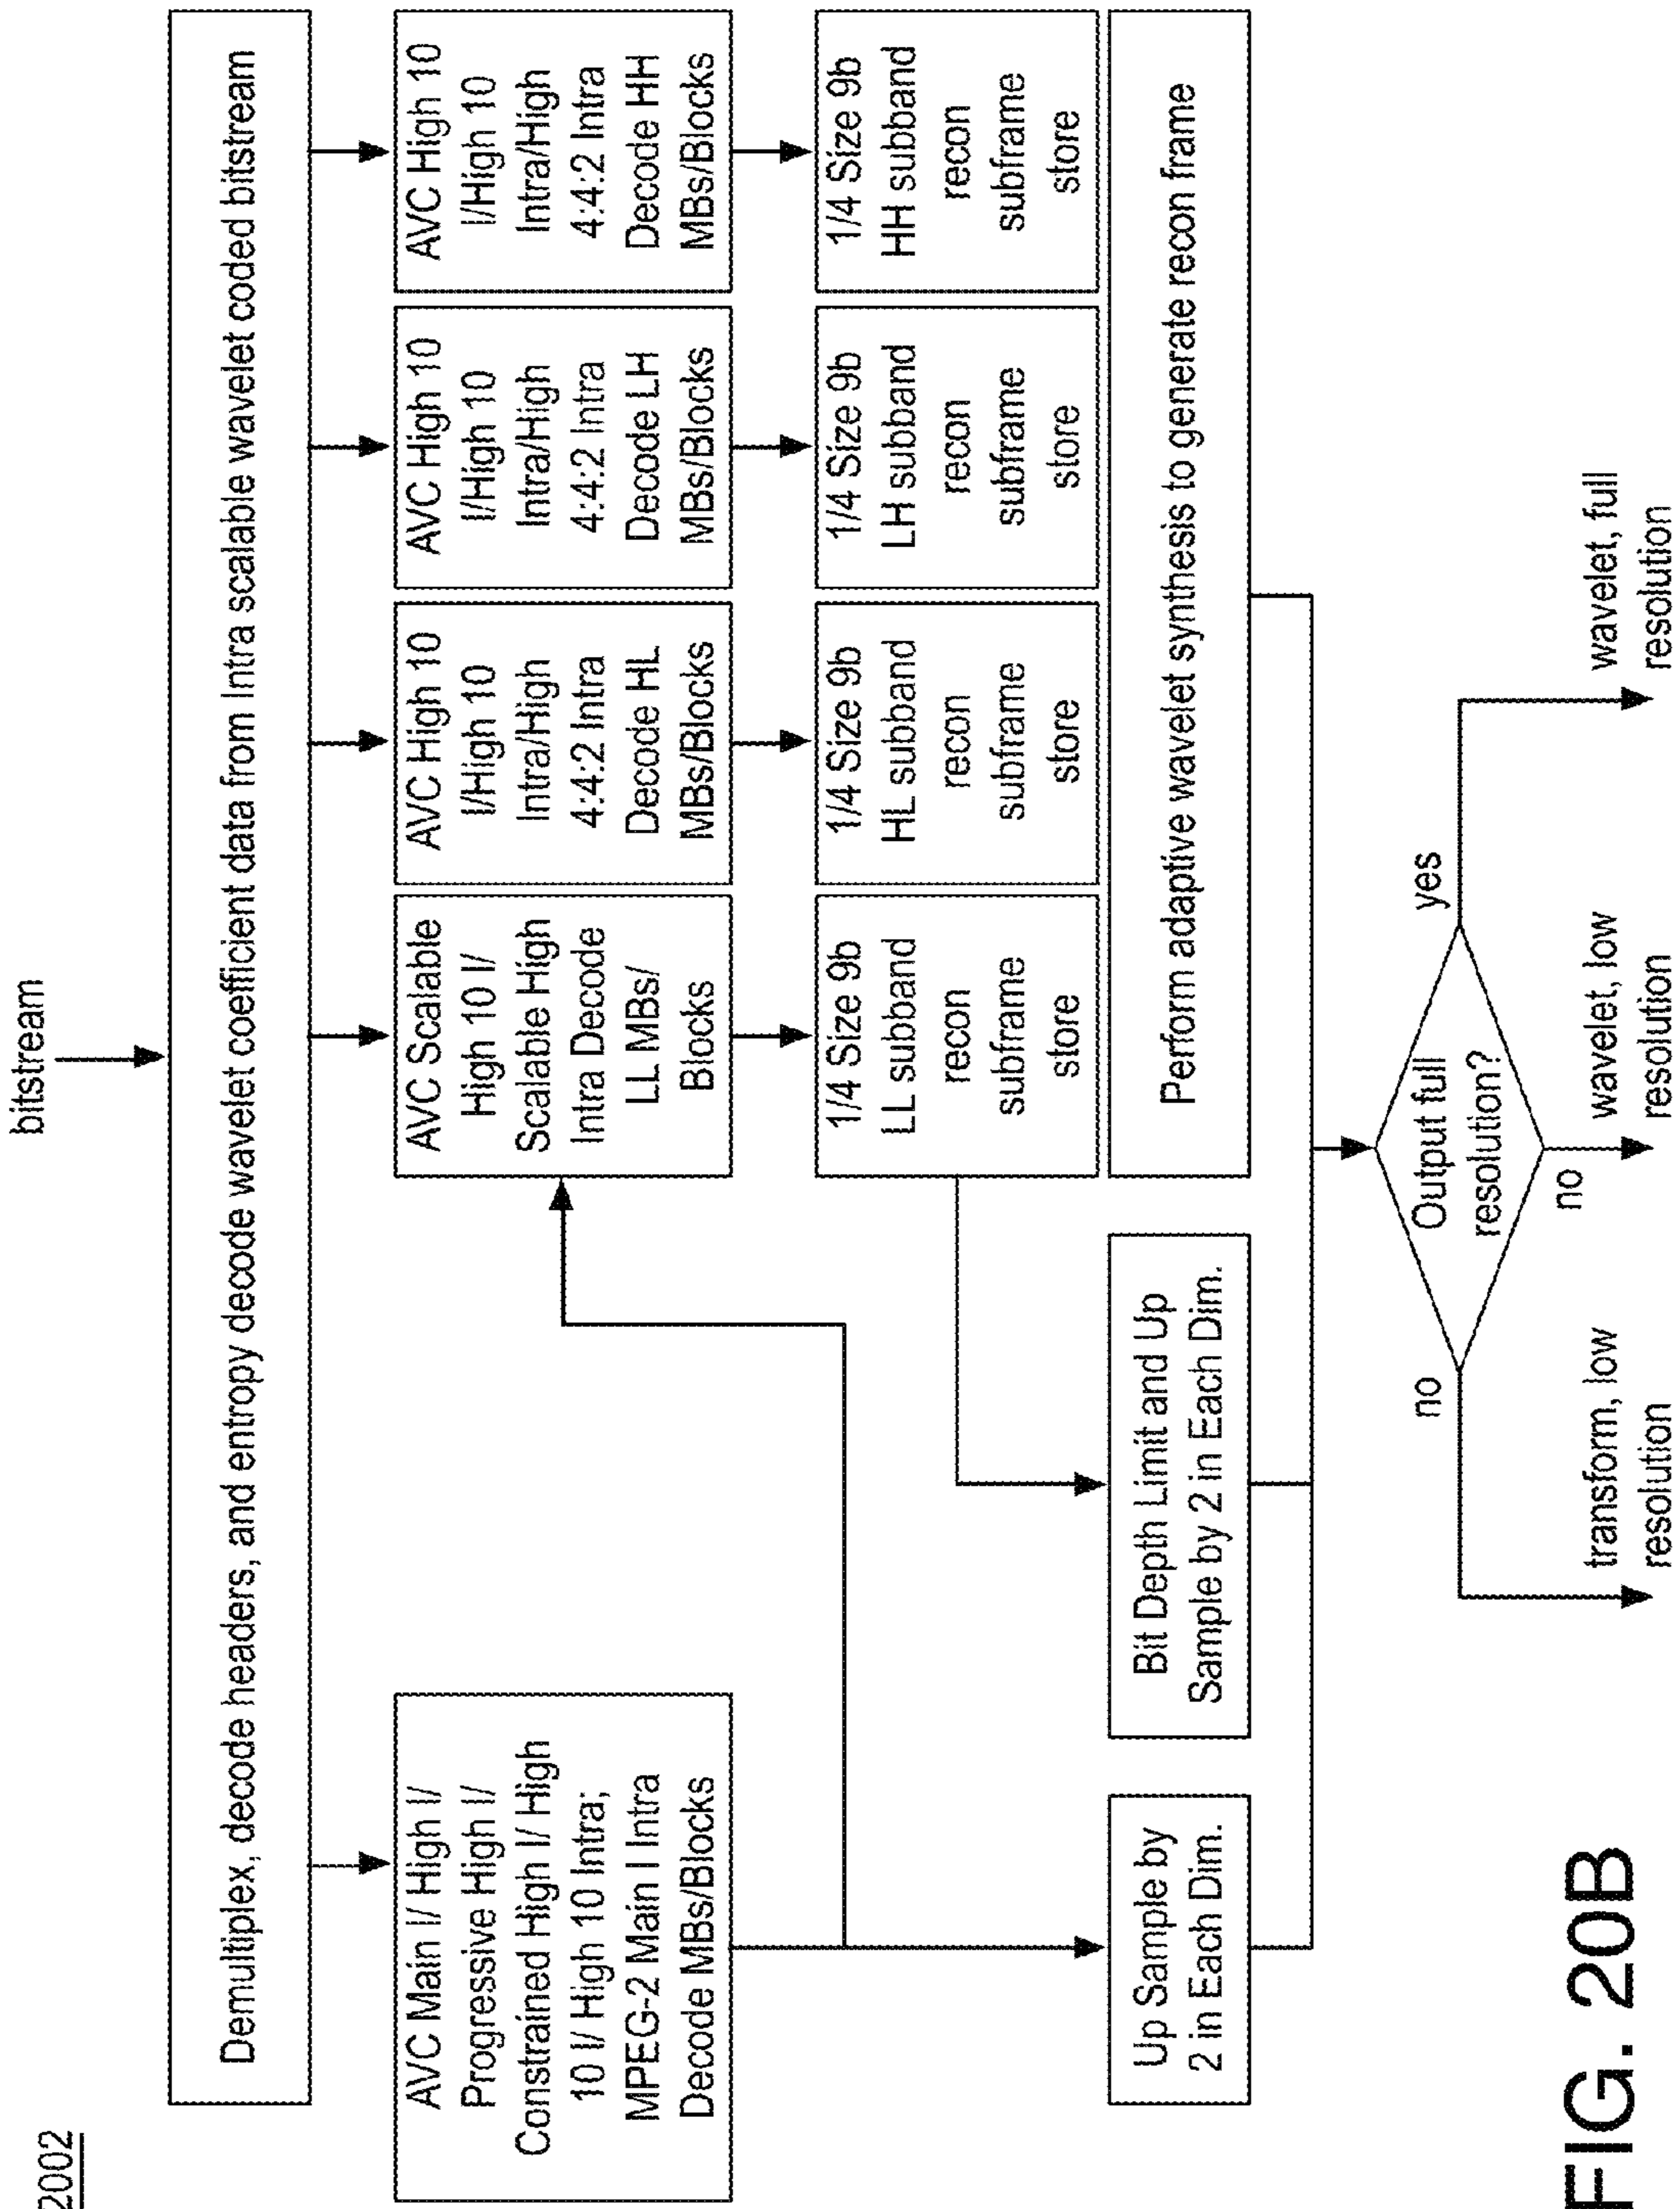 2002
bitstream
Demultiplex, decode headers, and entropy decode wavelet coefficient data from Intra scalable wavelet coded bitstream
AVC Main I/ High I/
Progressive High I/
Constrained High I/ High
10 I/ High 10 Intra;
MPEG-2 Main I Intra
Decode MBs/Blocks
AVC Scalable
High 10 I/
Scalable High
Intra Decode
LL MBs/
Blocks
AVC High 10
I/High 10
Intra/High
4:4:2 Intra
Decode HL
MBs/Blocks
AVC High 10
I/High 10
Intra/High
4:4:2 Intra
Decode LH
MBs/Blocks
AVC High 10
I/High 10
Intra/High
4:4:2 Intra
Decode HH
MBs/Blocks
1/4 Size 9b
LL subband
recon
subframe
store
1/4 Size 9b
HL subband
recon
subframe
store
1/4 Size 9b
LH subband
recon
subframe
store
1/4 Size 9b
HH subband
recon
subframe
store
Up Sample by
2 in Each Dim.
Bit Depth Limit and Up
Sample by 2 in Each Dim.
Perform adaptive wavelet synthesis to generate recon frame
Output full
resolution?
no
no
yes
transform, low
resolution
wavelet, low
resolution
wavelet, full
resolution
FIG. 20B